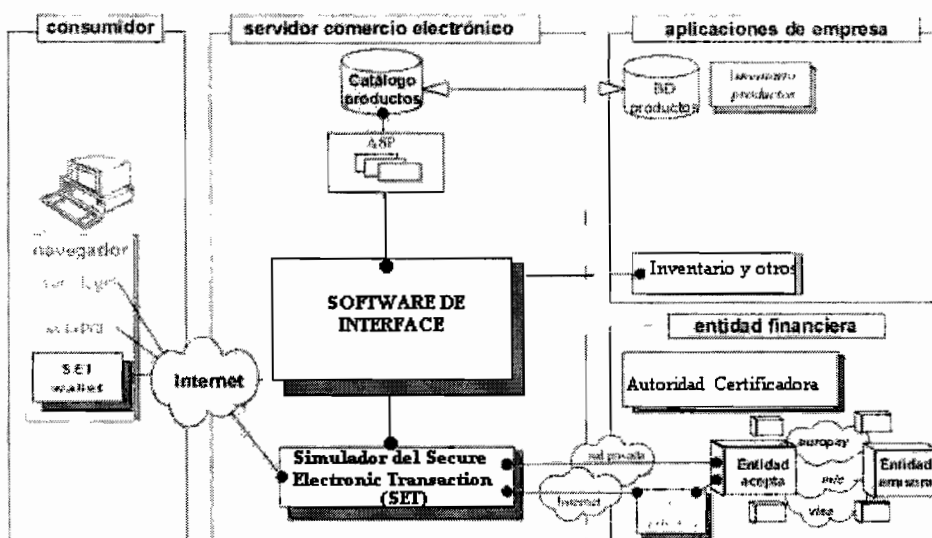 consumidor
servidor comercio electrónico
aplicaciones de empresa
Catálogo
productos
BD
productos
productos
ASP
navegador
SOFTWARE DE
INTERFACE
Inventario y otros
entidad financiera
SET
wallet
Internet
Autoridad Certificadora
Simulador del Secure
Electronic Transaction
(SET)
red privada
Internet
Entidad
acepta
europay
visa
Entidad
emisora